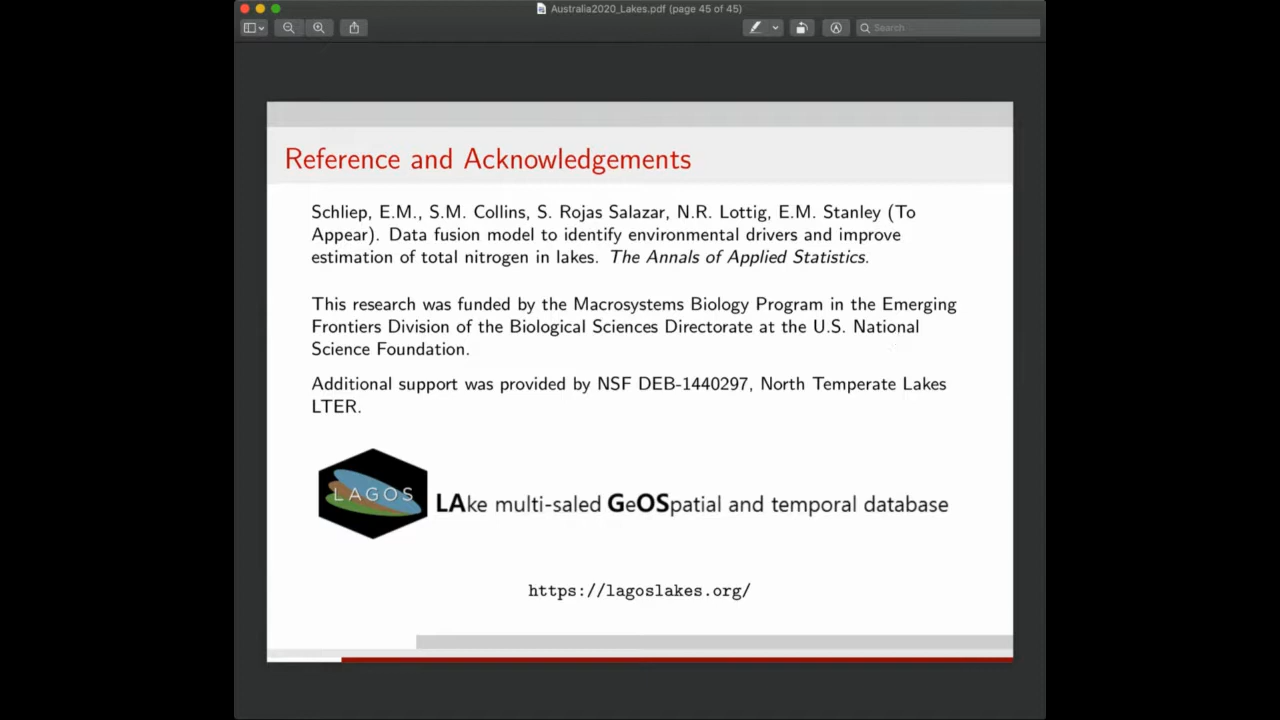 Australia2020_Lakes.pdf (page 45 of 45)
Search
Reference and Acknowledgements
Schliep, E.M., S.M. Collins, S. Rojas Salazar, N.R. Lottig, E.M. Stanley (To
Appear). Data fusion model to identify environmental drivers and improve
estimation of total nitrogen in lakes. The Annals of Applied Statistics.
This research was funded by the Macrosystems Biology Program in the Emerging
Frontiers Division of the Biological Sciences Directorate at the U.S. National
Science Foundation.
Additional support was provided by NSF DEB-1440297, North Temperate Lakes
LTER.
LAGOS
LAke multi-saled GeOSpatial and temporal database
https://lagoslakes.org/